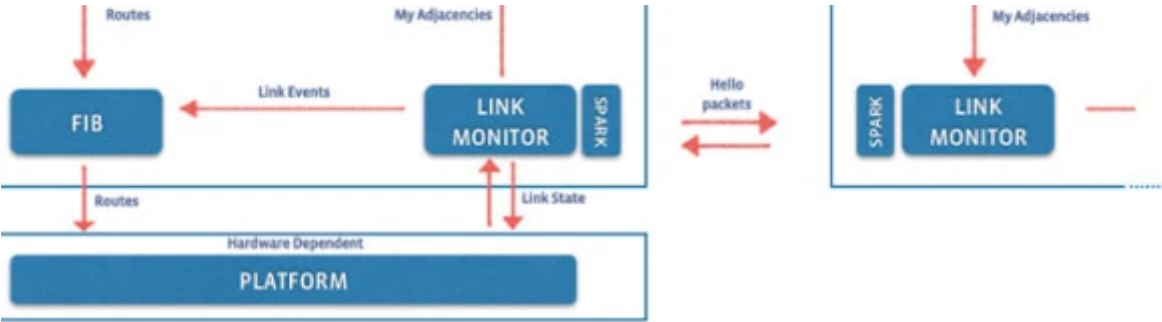 Routes
My Adjacencies
My Adjacencies
Link Events
Hello
packets
FIB
LINK
MONITOR
SPARK
SPARK
LINK
MONITOR
Routes
Link State
Hardware Dependent
PLATFORM